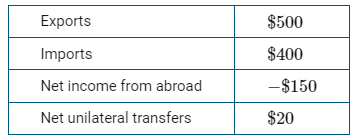 Exports $500
Imports $400
Net income from abroad −$150
Net unilateral transfers $20